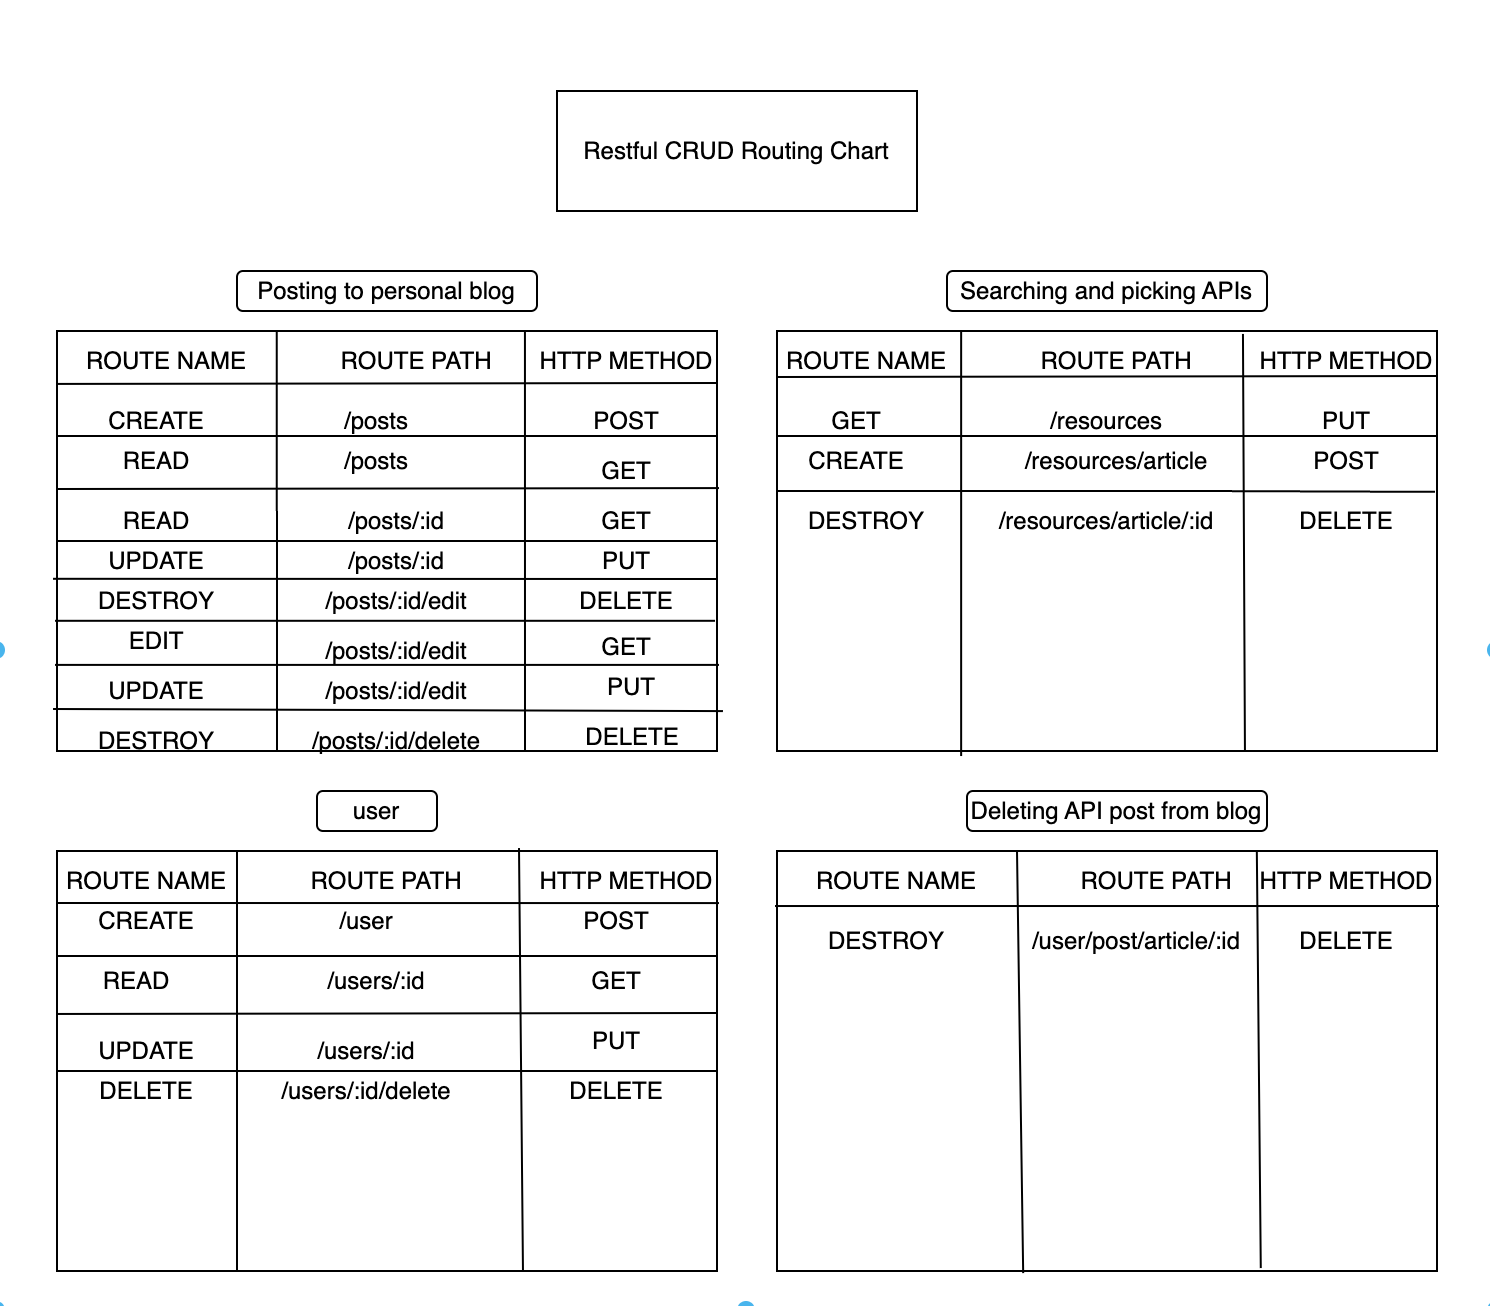 Restful CRUD Routing Chart
Posting to personal blog
ROUTE NAME ROUTE PATH HTTP METHOD
CREATE /posts POST
READ /posts GET
READ /posts/:id GET
UPDATE /posts/:id PUT
DESTROY /posts/:id/edit DELETE
EDIT /posts/:id/edit GET
UPDATE /posts/:id/edit PUT
DESTROY /posts/:id/delete DELETE
Searching and picking APIs
ROUTE NAME ROUTE PATH HTTP METHOD
GET /resources PUT
CREATE /resources/article POST
DESTROY /resources/article/:id DELETE
user
ROUTE NAME ROUTE PATH HTTP METHOD
CREATE /user POST
READ /users/:id GET
UPDATE /users/:id PUT
DELETE /users/:id/delete DELETE
Deleting API post from blog
ROUTE NAME ROUTE PATH HTTP METHOD
DESTROY /user/post/article/:id DELETE